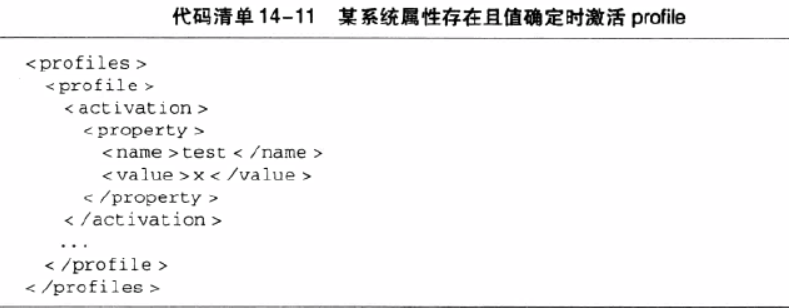 代码清单 14-11 某系统属性存在且值确定时激活 profile
<profiles>
<profile>
<activation>
<property>
<name>test</name>
<value>x</value>
</property>
</activation>
...
</profile>
</profiles>